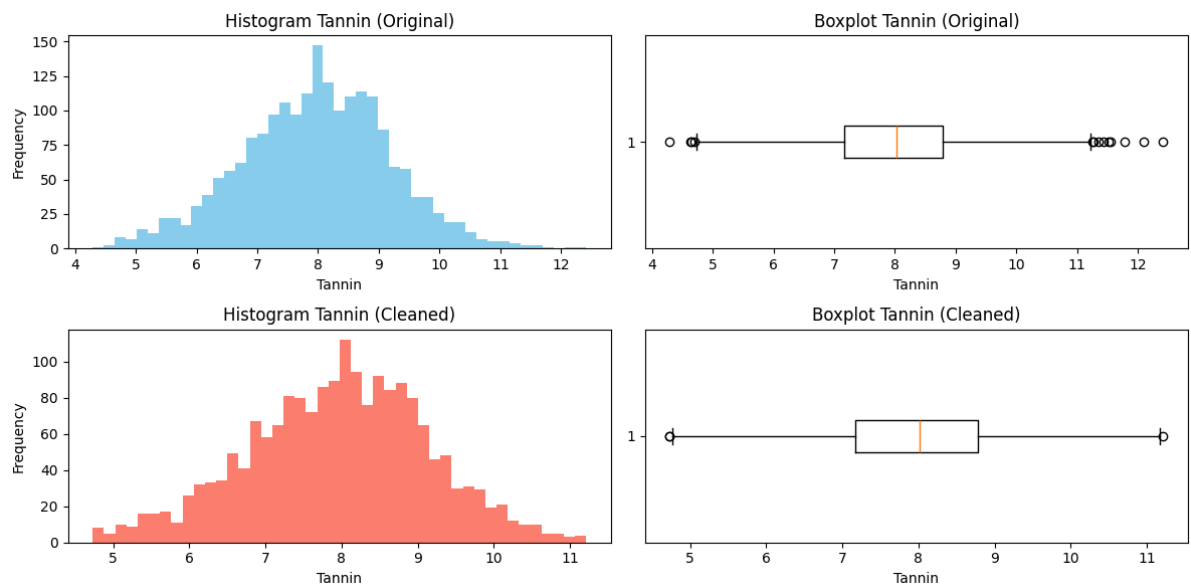 Histogram Tannin (Original)
150
125
100
75
50
25
0
Frequency
4 5 6 7 8 9 10 11 12
Tannin
Boxplot Tannin (Original)
1
4 5 6 7 8 9 10 11 12
Tannin
Histogram Tannin (Cleaned)
100
80
60
40
20
0
Frequency
5 6 7 8 9 10 11
Tannin
Boxplot Tannin (Cleaned)
1
5 6 7 8 9 10 11
Tannin